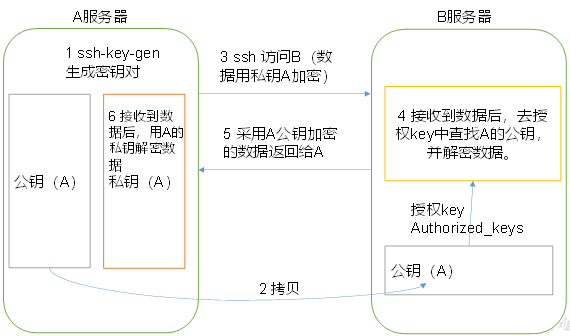 A服务器
B服务器
1 ssh-key-gen
生成密钥对
3 ssh 访问B（数
据用私钥A加密）
公钥（A）
6 接收到数
据后，用A的
私钥解密数
据
私钥（A）
5 采用A公钥加密
的数据返回给A
4 接收到数据后，去授
权key中查找A的公钥，
并解密数据。
授权key
Authorized_keys
公钥（A）
2 拷贝